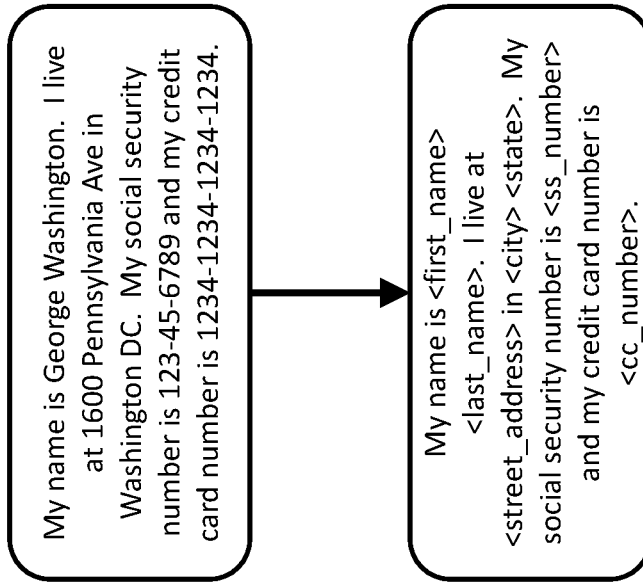 My name is George Washington. I live
at 1600 Pennsylvania Ave in
Washington DC. My social security
number is 123-45-6789 and my credit
card number is 1234-1234-1234-1234.
My name is <first_name>
<last_name>. I live at
<street_address> in <city> <state>. My
social security number is <ss_number>
and my credit card number is
<cc_number>.